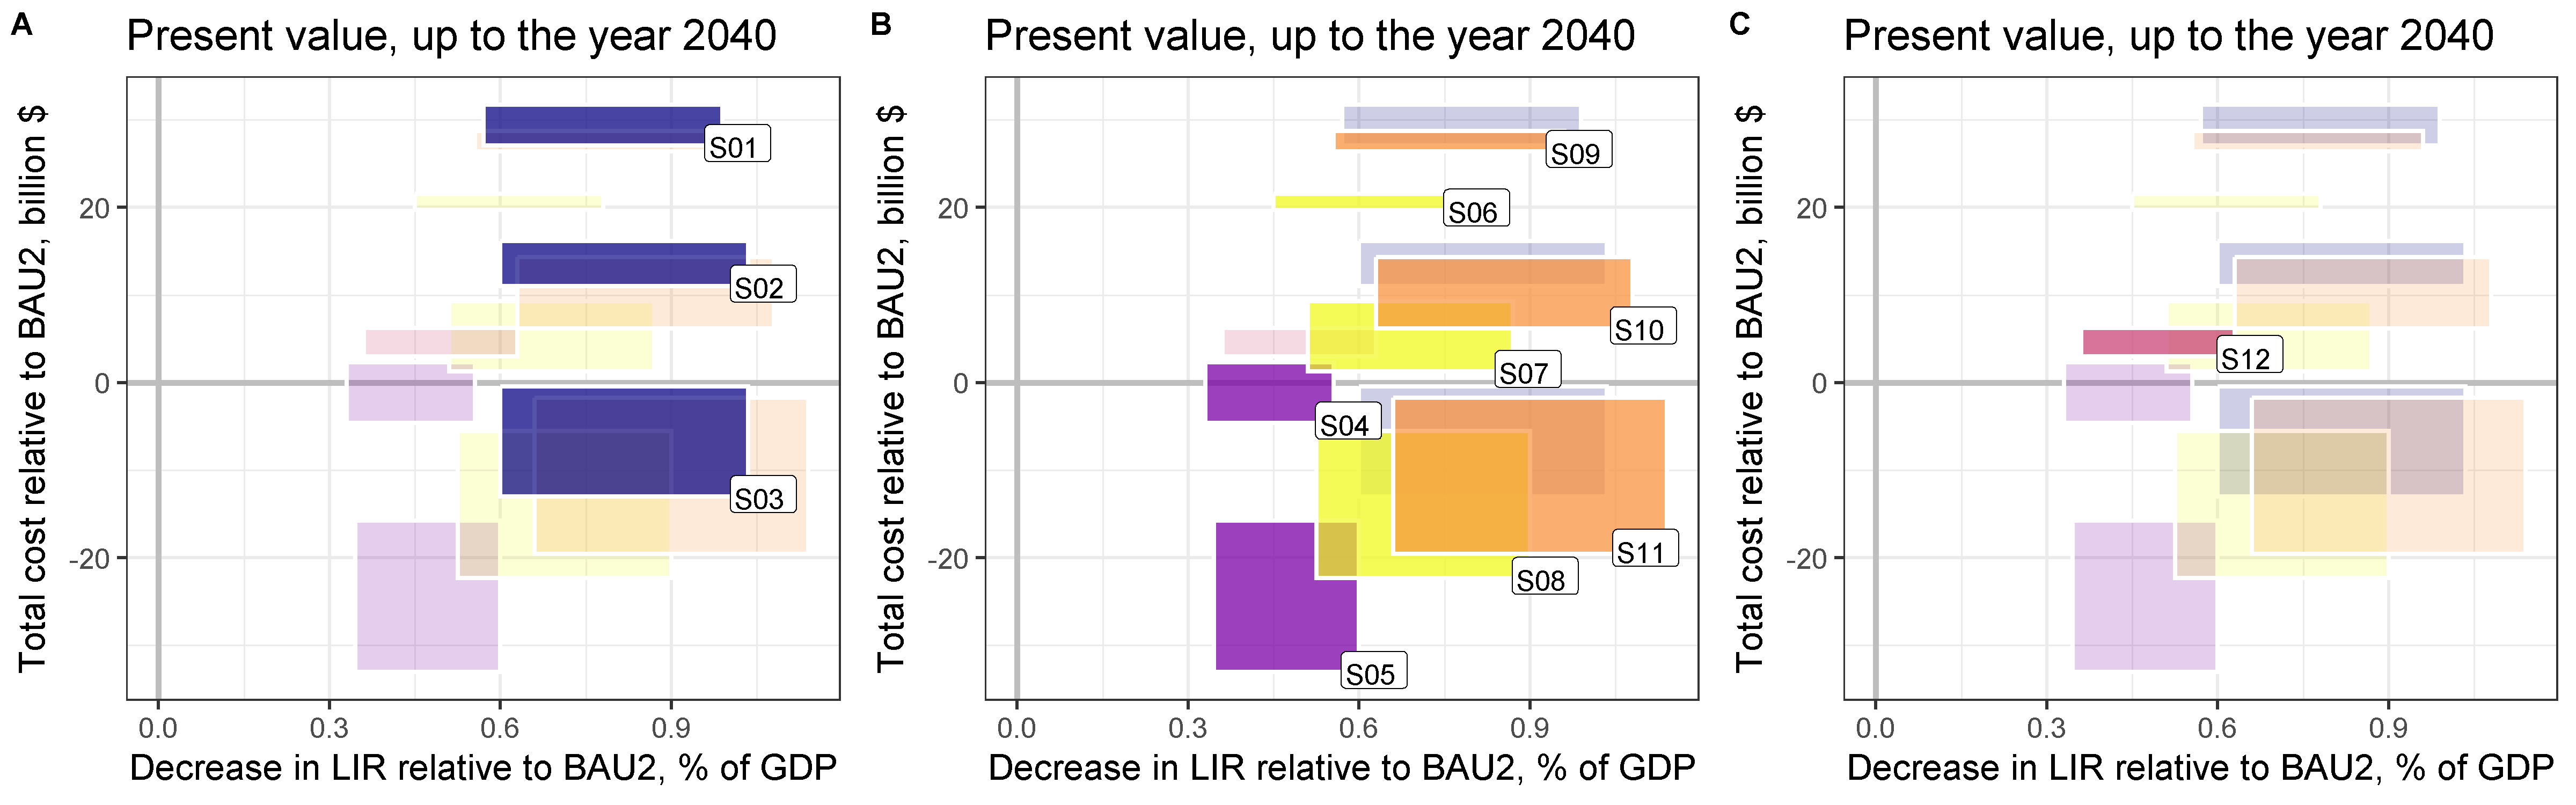 A
Present value, up to the year 2040
Total cost relative to BAU2, billion $
20
0
-20
S01
S02
S03
0.0 0.3 0.6 0.9
Decrease in LIR relative to BAU2, % of GDP
B
Present value, up to the year 2040
Total cost relative to BAU2, billion $
20
0
-20
S09
S06
S10
S07
S04
S11
S08
S05
0.0 0.3 0.6 0.9
Decrease in LIR relative to BAU2, % of GDP
C
Present value, up to the year 2040
Total cost relative to BAU2, billion $
20
0
-20
S12
0.0 0.3 0.6 0.9
Decrease in LIR relative to BAU2, % of GDP